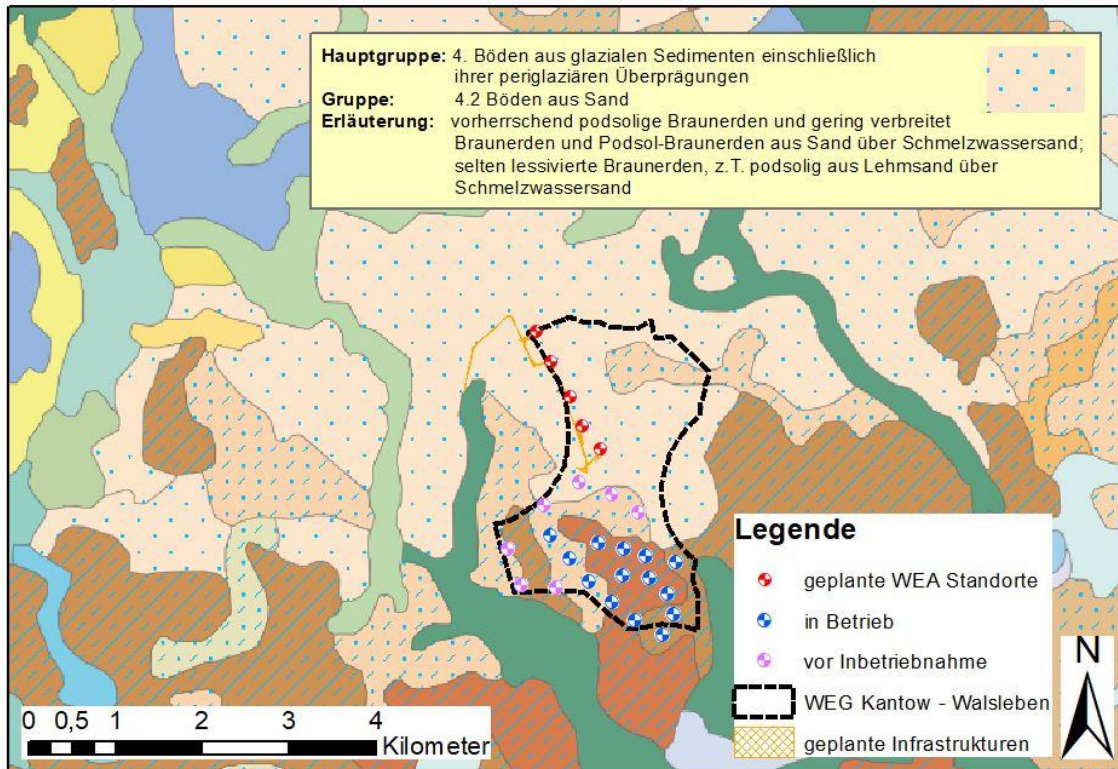 Hauptgruppe: 4. Böden aus glazialen Sedimenten einschließlich
ihrer periglaziären Überprägungen
Gruppe: 4.2 Böden aus Sand
Erläuterung: vorherrschend podsolige Braunerden und gering verbreitet
Braunerden und Podsol-Braunerden aus Sand über Schmelzwassersand;
selten lessivierte Braunerden, z.T. podsolig aus Lehmsand über
Schmelzwassersand
Legende
geplante WEA Standorte
in Betrieb
vor Inbetriebnahme
WEG Kantow - Walsleben
geplante Infrastrukturen
N
0 0,5 1 2 3 4
Kilometer